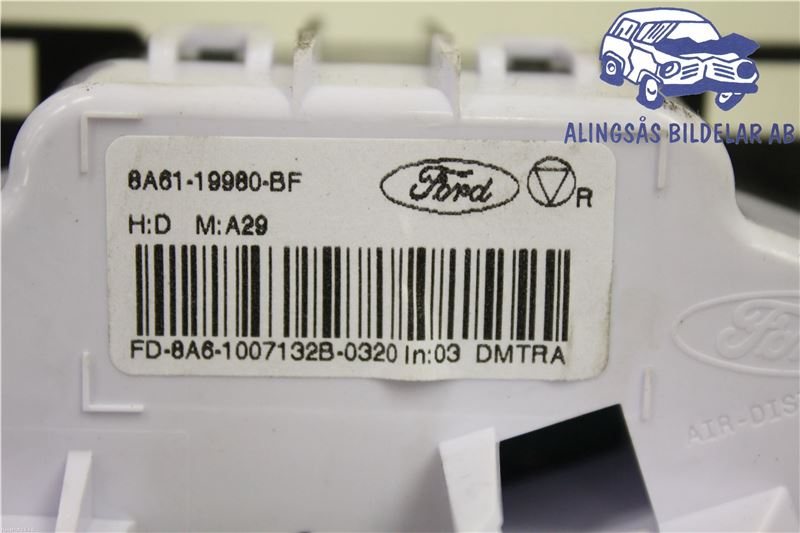 ALINGSÅS BILDELAR AB
8A61-19980-BF
Ford
R
H:D M:A29
FD-8A6-1007132B-0320 In:03 DMTRA
Ford
AIR-DIS